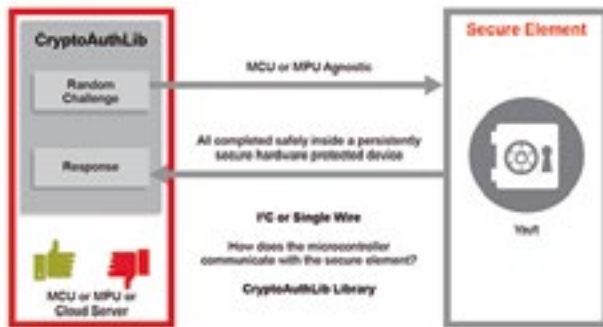 CryptoAuthLib
Random
Challenge
Response
MCU or MPU or
Cloud Server
MCU or MPU Agnostic
All completed safely inside a persistently
secure hardware protected device
I²C or Single Wire
How does the microcontroller
communicate with the secure element?
CryptoAuthLib Library
Secure Element
Vault